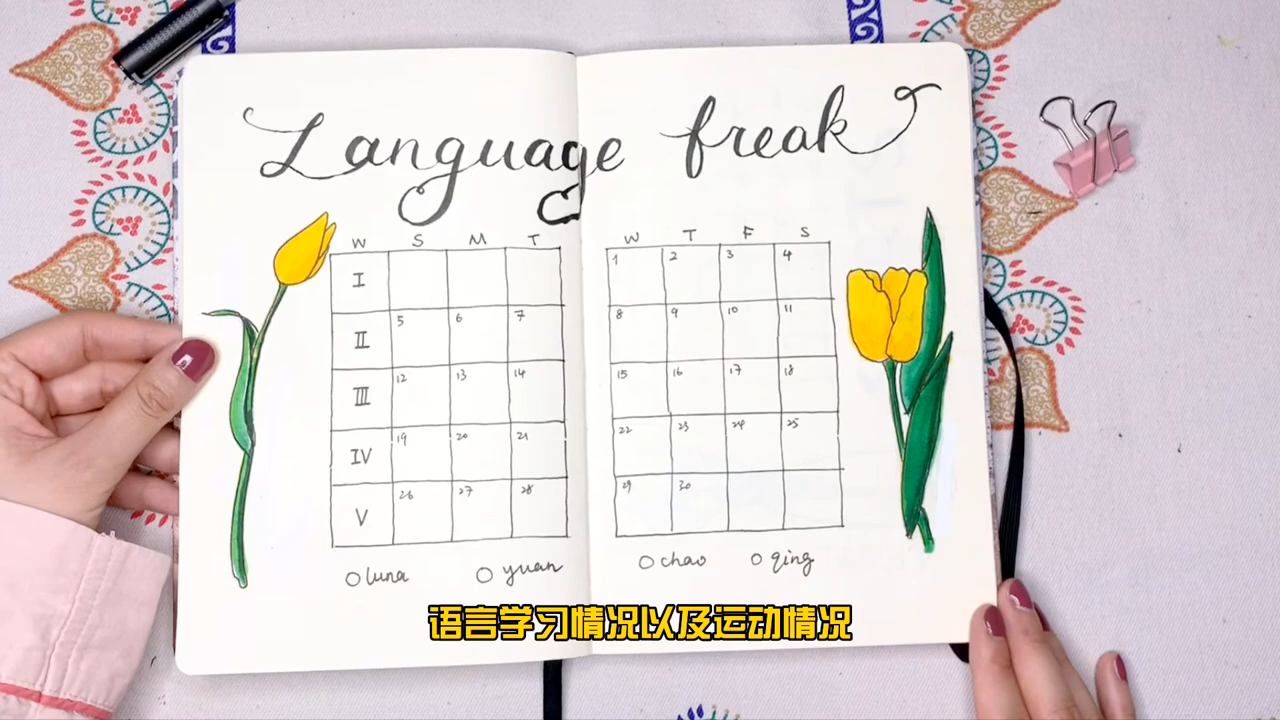 Language freak
W S M T W T F S
I 1 2 3 4
II 5 6 7 8 9 10 11
III 12 13 14 15 16 17 18
IV 19 20 21 22 23 24 25
V 26 27 28 29 30
luna yuan chao qing
语言学习情况以及运动情况